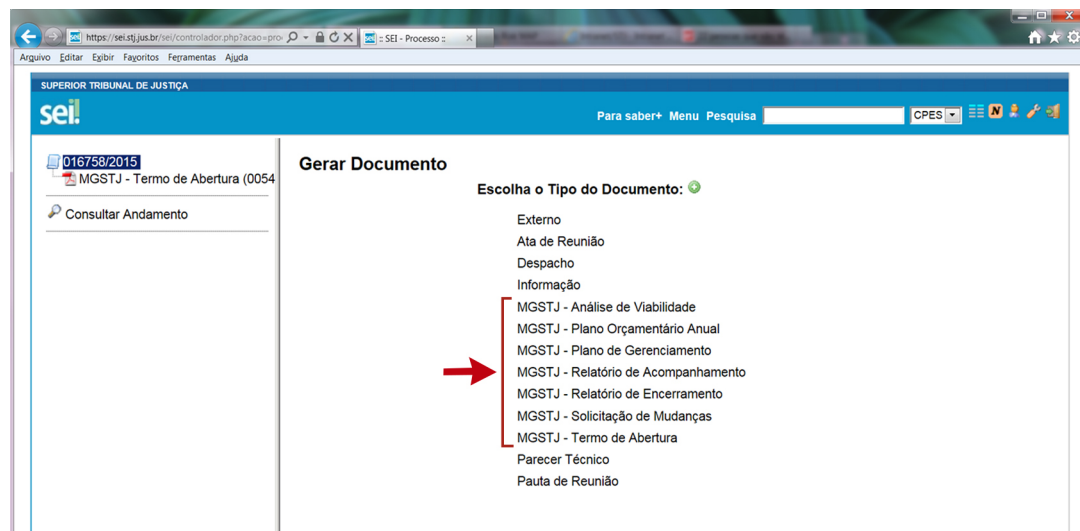 https://sei.stj.jus.br/sei/controlador.php?acao=pro
:: SEI - Processo ::
Arquivo Editar Exibir Favoritos Ferramentas Ajuda
SUPERIOR TRIBUNAL DE JUSTIÇA
sei!
Para saber+ Menu Pesquisa
CPES
016758/2015
MGSTJ - Termo de Abertura (0054
Consultar Andamento
Gerar Documento
Escolha o Tipo do Documento:
Externo
Ata de Reunião
Despacho
Informação
MGSTJ - Análise de Viabilidade
MGSTJ - Plano Orçamentário Anual
MGSTJ - Plano de Gerenciamento
MGSTJ - Relatório de Acompanhamento
MGSTJ - Relatório de Encerramento
MGSTJ - Solicitação de Mudanças
MGSTJ - Termo de Abertura
Parecer Técnico
Pauta de Reunião